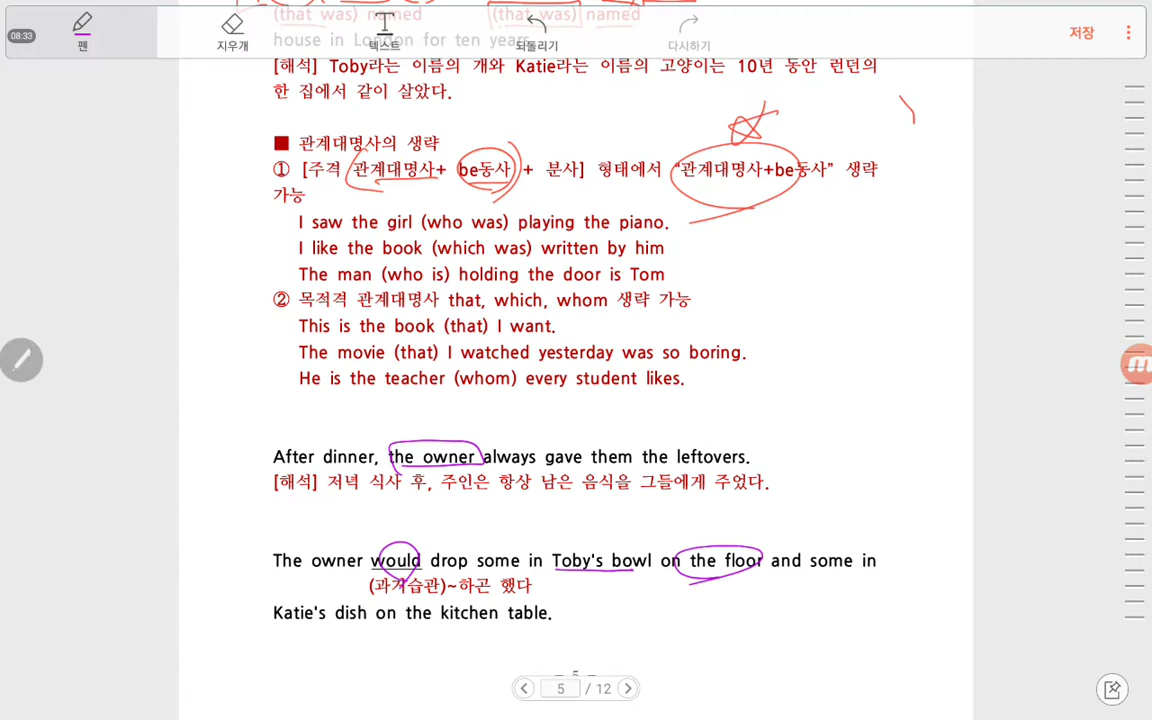 (that was) named (that was) named
08:33 펜 지우개 텍스트 되돌리기 다시하기 저장
house in London for ten years.
[해석] Toby라는 이름의 개와 Katie라는 이름의 고양이는 10년 동안 런던의
한 집에서 같이 살았다.
■ 관계대명사의 생략
① [주격 관계대명사+ be동사 + 분사] 형태에서 “관계대명사+be동사” 생략
가능
I saw the girl (who was) playing the piano.
I like the book (which was) written by him
The man (who is) holding the door is Tom
② 목적격 관계대명사 that, which, whom 생략 가능
This is the book (that) I want.
The movie (that) I watched yesterday was so boring.
He is the teacher (whom) every student likes.
After dinner, the owner always gave them the leftovers.
[해석] 저녁 식사 후, 주인은 항상 남은 음식을 그들에게 주었다.
The owner would drop some in Toby's bowl on the floor and some in
(과거습관)~하곤 했다
Katie's dish on the kitchen table.
- 5 -
5 / 12